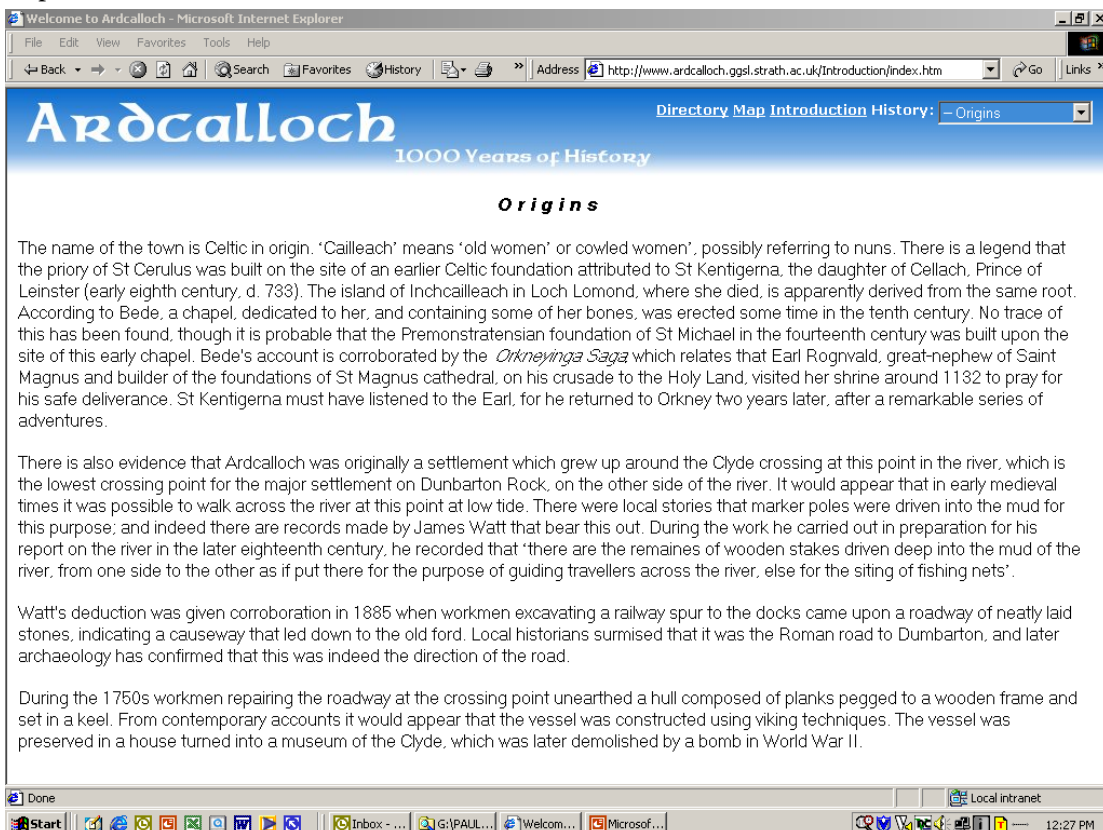 Welcome to Ardcalloch - Microsoft Internet Explorer
File Edit View Favorites Tools Help
Back Search Favorites History » Address http://www.ardcalloch.ggsl.strath.ac.uk/Introduction/index.htm Go Links »
Ardcalloch
Directory Map Introduction History: – Origins
1000 Years of History
Origins
The name of the town is Celtic in origin. ‘Cailleach’ means ‘old women’ or cowled women’, possibly referring to nuns. There is a legend that
the priory of St Cerulus was built on the site of an earlier Celtic foundation attributed to St Kentigerna, the daughter of Cellach, Prince of
Leinster (early eighth century, d. 733). The island of Inchcailleach in Loch Lomond, where she died, is apparently derived from the same root.
According to Bede, a chapel, dedicated to her, and containing some of her bones, was erected some time in the tenth century. No trace of
this has been found, though it is probable that the Premonstratensian foundation of St Michael in the fourteenth century was built upon the
site of this early chapel. Bede's account is corroborated by the Orkneyinga Saga which relates that Earl Rognvald, great-nephew of Saint
Magnus and builder of the foundations of St Magnus cathedral, on his crusade to the Holy Land, visited her shrine around 1132 to pray for
his safe deliverance. St Kentigerna must have listened to the Earl, for he returned to Orkney two years later, after a remarkable series of
adventures.
There is also evidence that Ardcalloch was originally a settlement which grew up around the Clyde crossing at this point in the river, which is
the lowest crossing point for the major settlement on Dunbarton Rock, on the other side of the river. It would appear that in early medieval
times it was possible to walk across the river at this point at low tide. There were local stories that marker poles were driven into the mud for
this purpose; and indeed there are records made by James Watt that bear this out. During the work he carried out in preparation for his
report on the river in the later eighteenth century, he recorded that ‘there are the remaines of wooden stakes driven deep into the mud of the
river, from one side to the other as if put there for the purpose of guiding travellers across the river, else for the siting of fishing nets’.
Watt's deduction was given corroboration in 1885 when workmen excavating a railway spur to the docks came upon a roadway of neatly laid
stones, indicating a causeway that led down to the old ford. Local historians surmised that it was the Roman road to Dumbarton, and later
archaeology has confirmed that this was indeed the direction of the road.
During the 1750s workmen repairing the roadway at the crossing point unearthed a hull composed of planks pegged to a wooden frame and
set in a keel. From contemporary accounts it would appear that the vessel was constructed using viking techniques. The vessel was
preserved in a house turned into a museum of the Clyde, which was later demolished by a bomb in World War II.
Done Local intranet
Start Inbox - ... G:\PAUL... Welcom... Microsof... 12:27 PM